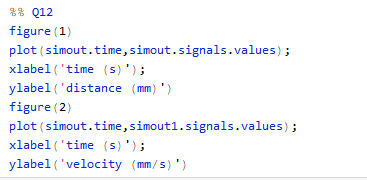 %% Q12
figure(1)
plot(simout.time,simout.signals.values);
xlabel('time (s)');
ylabel('distance (mm)')
figure(2)
plot(simout.time,simout1.signals.values);
xlabel('time (s)');
ylabel('velocity (mm/s)')